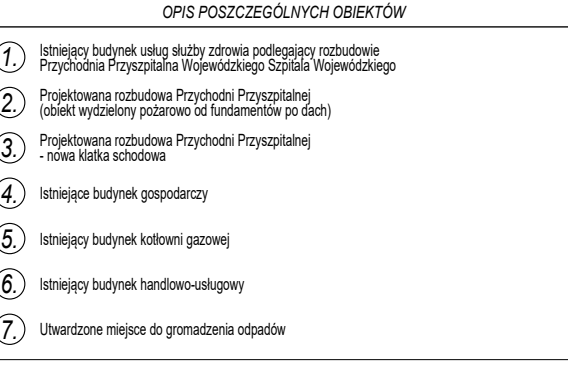 OPIS POSZCZEGÓLNYCH OBIEKTÓW
1. Istniejący budynek usług służby zdrowia podlegający rozbudowie
Przychodnia Przyszpitalna Wojewódzkiego Szpitala Wojewódzkiego
2. Projektowana rozbudowa Przychodni Przyszpitalnej
(obiekt wydzielony pożarowo od fundamentów po dach)
3. Projektowana rozbudowa Przychodni Przyszpitalnej
- nowa klatka schodowa
4. Istniejące budynek gospodarczy
5. Istniejący budynek kotłowni gazowej
6. Istniejący budynek handlowo-usługowy
7. Utwardzone miejsce do gromadzenia odpadów